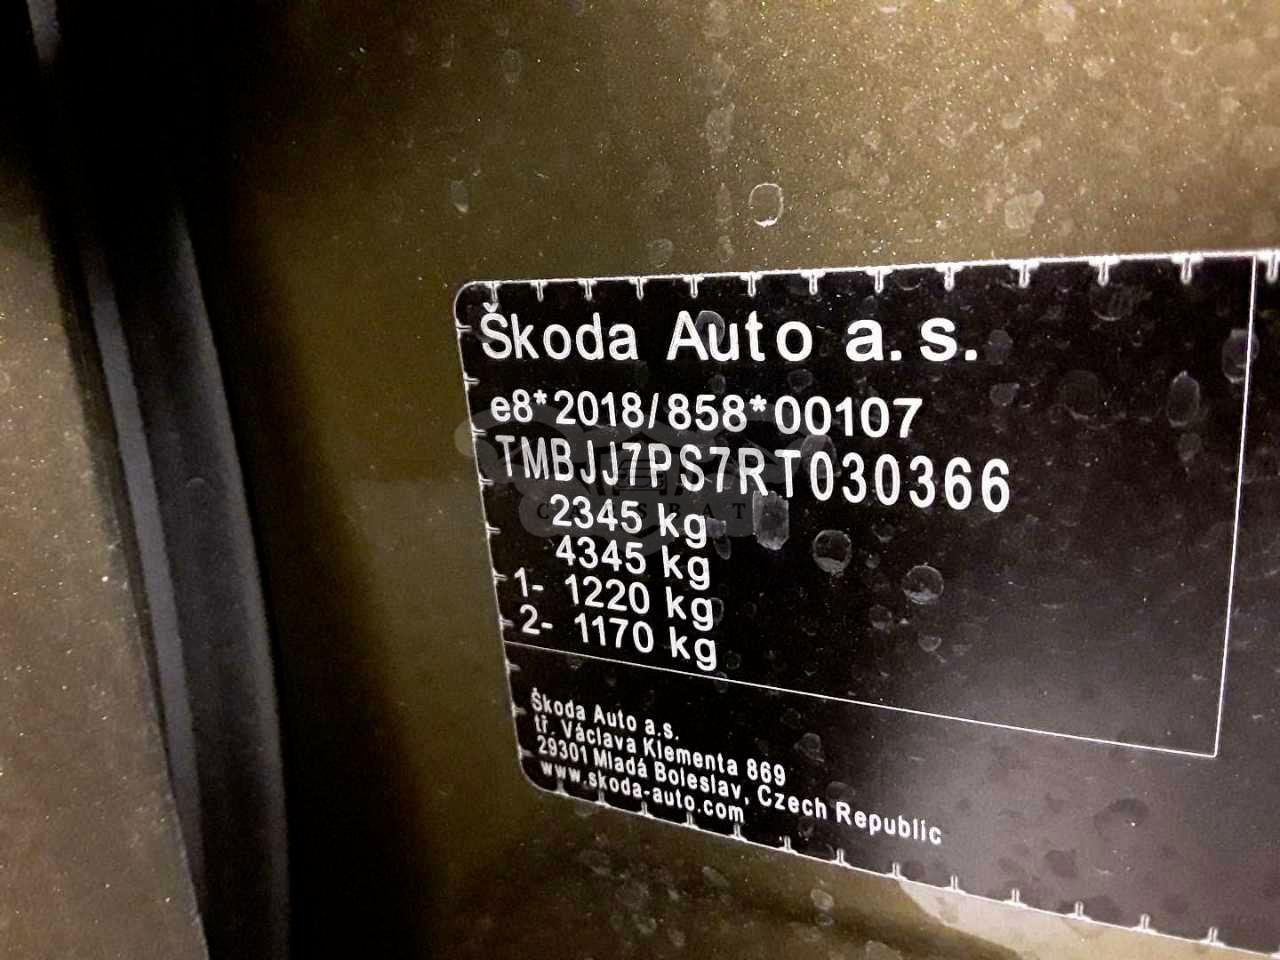 Škoda Auto a.s.
e8*2018/858*00107
TMBJJ7PS7RT030366
2345 kg
4345 kg
1- 1220 kg
2- 1170 kg
Škoda Auto a.s.
tř. Václava Klementa 869
29301 Mladá Boleslav, Czech Republic
www.skoda-auto.com